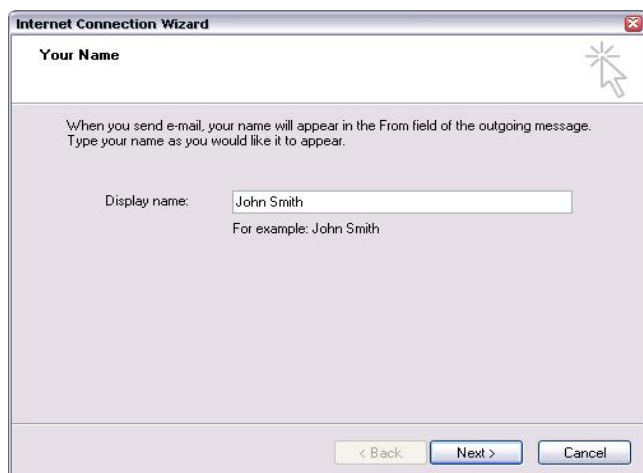 Internet Connection Wizard
Your Name
When you send e-mail, your name will appear in the From field of the outgoing message.
Type your name as you would like it to appear.
Display name: John Smith
For example: John Smith
< Back Next > Cancel